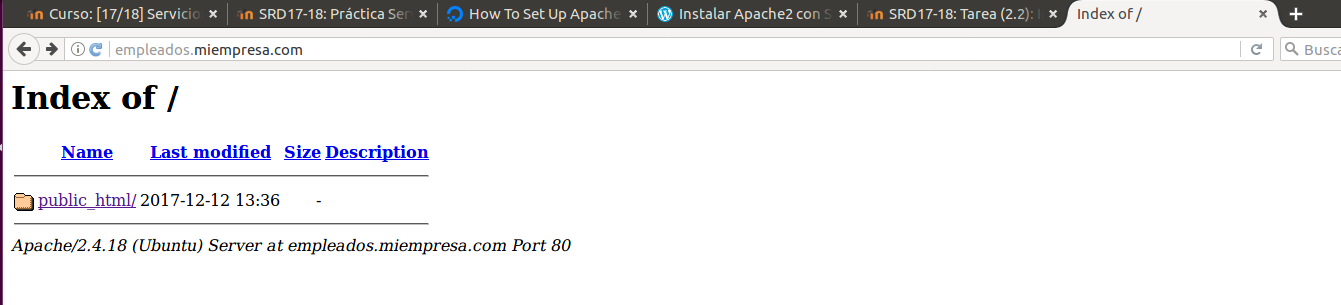 Curso: [17/18] Servicio SRD17-18: Práctica Ser How To Set Up Apache Instalar Apache2 con S SRD17-18: Tarea (2.2): Index of /
empleados.miempresa.com Busca
Index of /
Name Last modified Size Description
public_html/ 2017-12-12 13:36 -
Apache/2.4.18 (Ubuntu) Server at empleados.miempresa.com Port 80